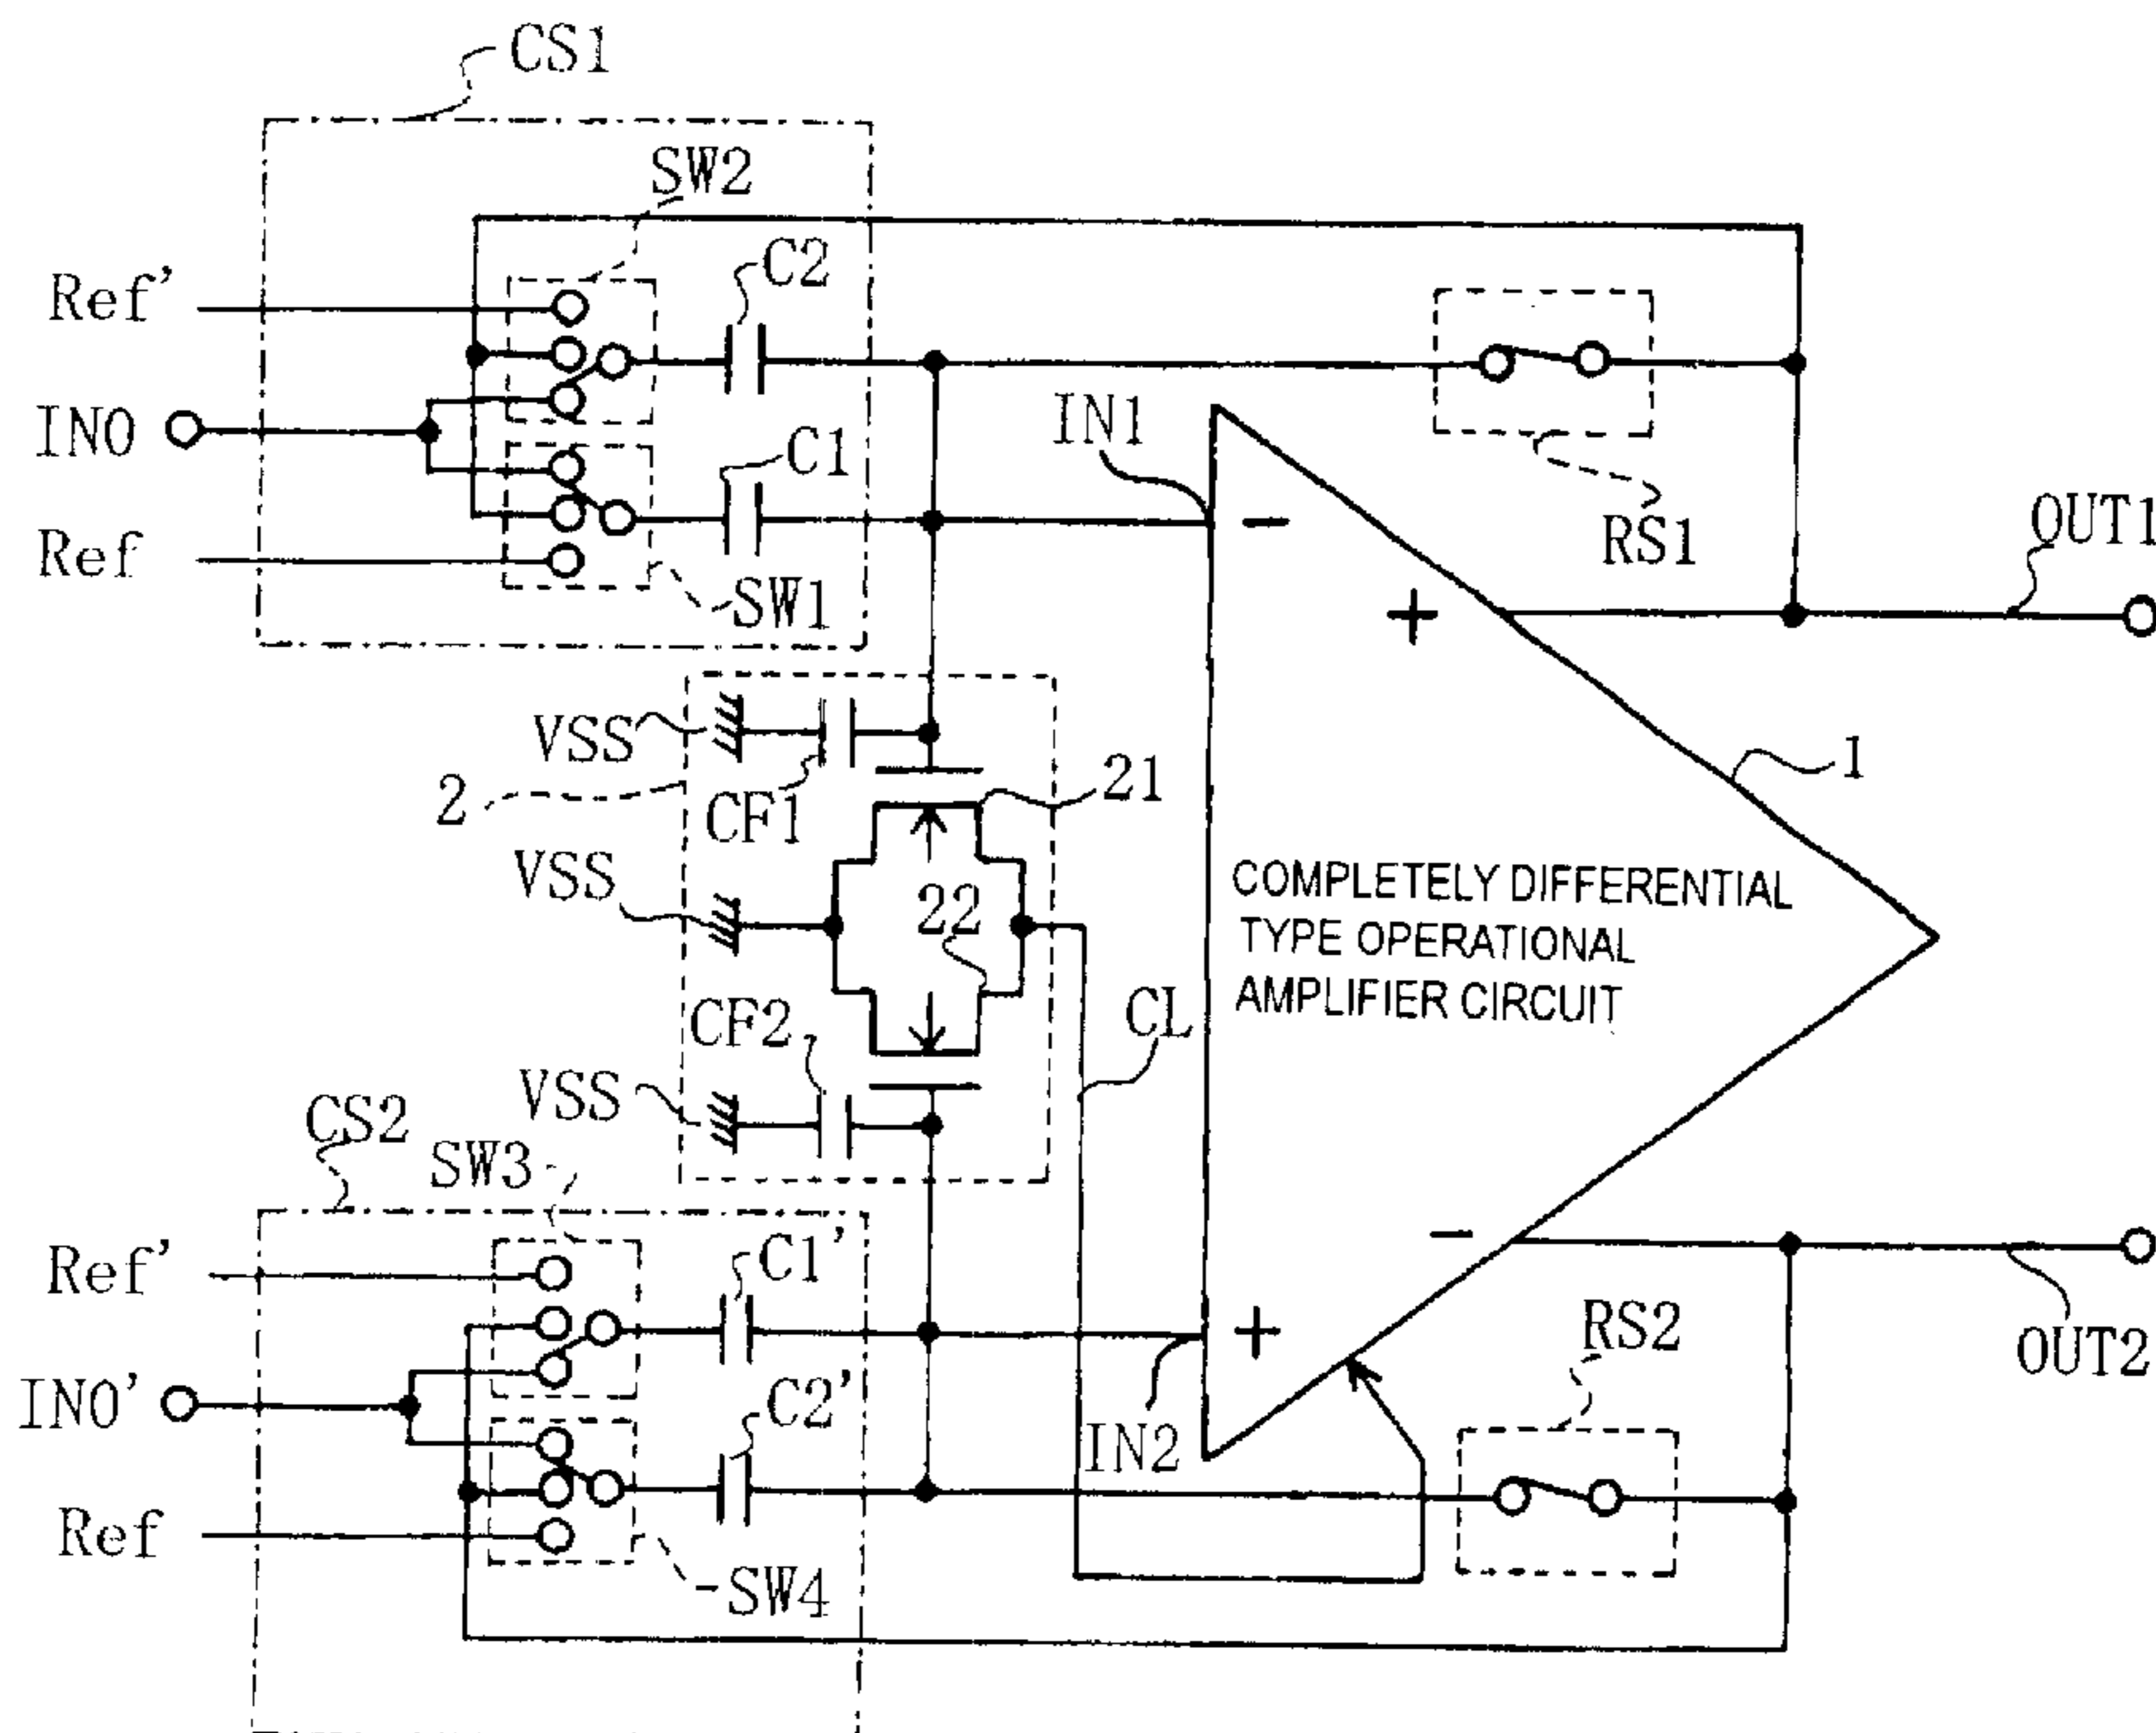 CS1
SW2
C2
Ref'
IN0
IN1
C1
Ref
RS1
OUT1
SW1
-
+
VSS
2
CF1
21
1
VSS
22
COMPLETELY DIFFERENTIAL
TYPE OPERATIONAL
AMPLIFIER CIRCUIT
CF2
CL
VSS
CS2
SW3
C1'
Ref'
-
RS2
OUT2
+
C2'
IN0'
IN2
Ref
SW4